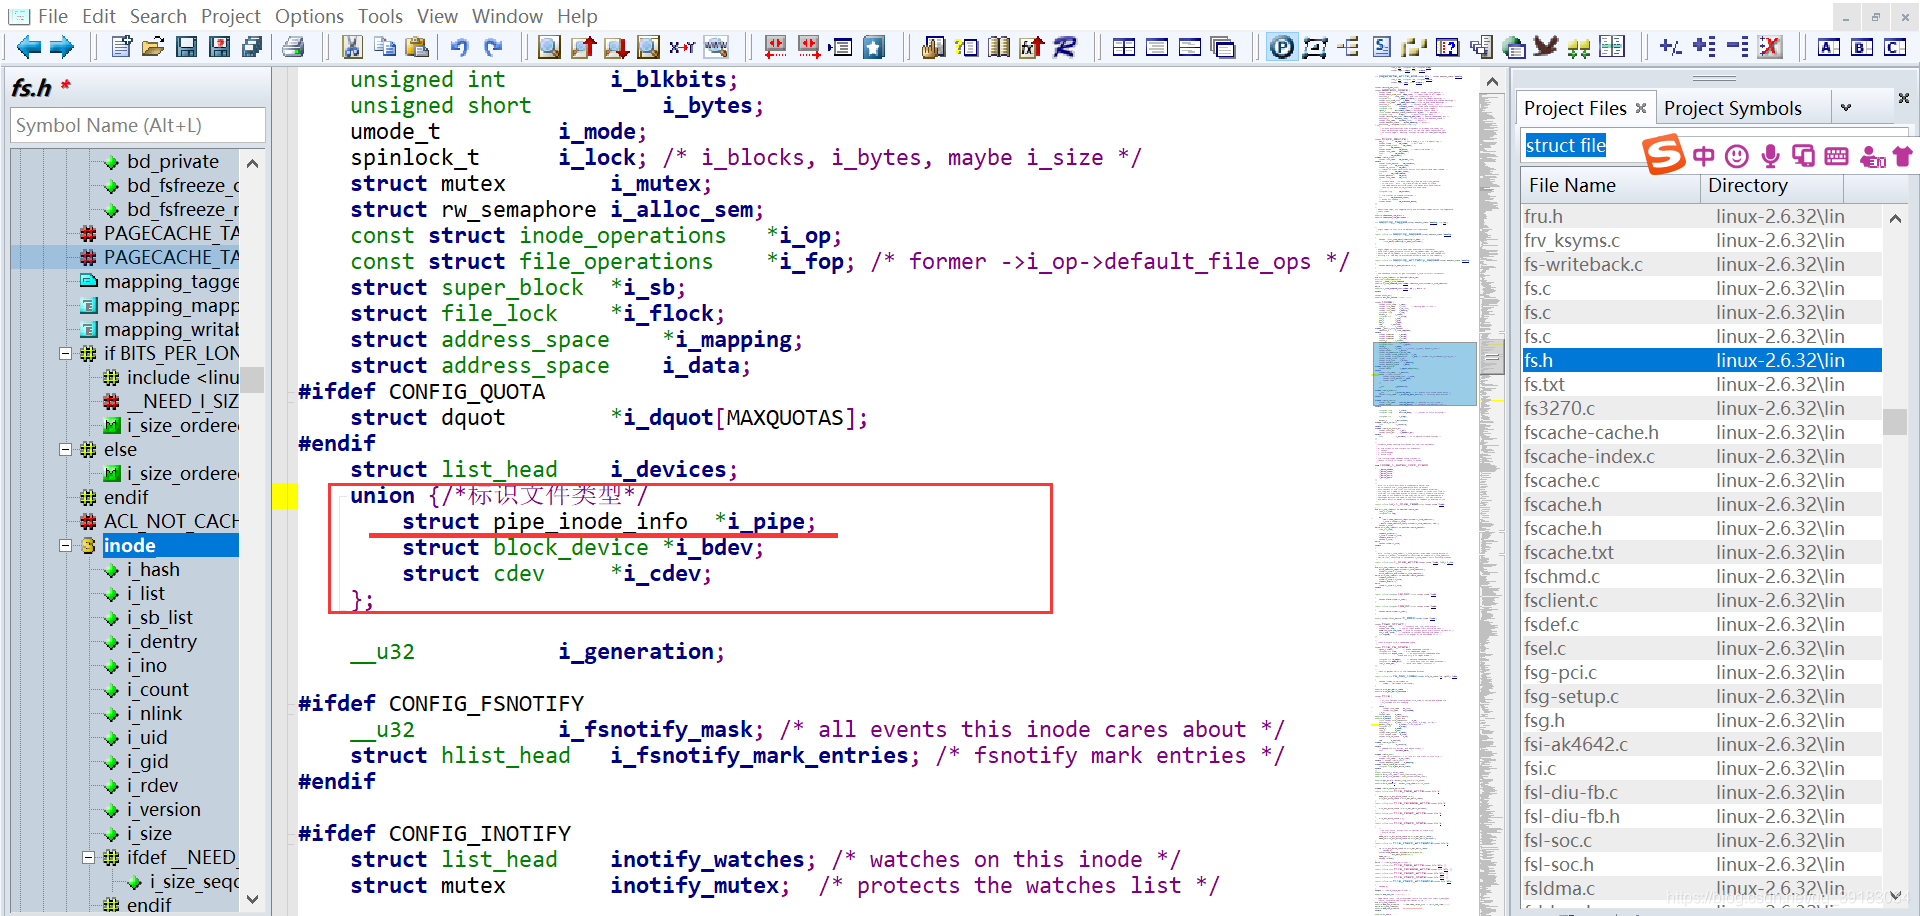 File Edit Search Project Options Tools View Window Help
fs.h *
Symbol Name (Alt+L)
bd_private
bd_fsfreeze_c
bd_fsfreeze_r
PAGECACHE_TA
PAGECACHE_TA
mapping_tagge
mapping_mapp
mapping_writab
if BITS_PER_LON
include <linu
__NEED_I_SIZ
i_size_ordered
else
i_size_ordered
endif
ACL_NOT_CACH
inode
i_hash
i_list
i_sb_list
i_dentry
i_ino
i_count
i_nlink
i_uid
i_gid
i_rdev
i_version
i_size
ifdef __NEED_
i_size_seqc
endif
unsigned int i_blkbits;
unsigned short i_bytes;
umode_t i_mode;
spinlock_t i_lock; /* i_blocks, i_bytes, maybe i_size */
struct mutex i_mutex;
struct rw_semaphore i_alloc_sem;
const struct inode_operations *i_op;
const struct file_operations *i_fop; /* former ->i_op->default_file_ops */
struct super_block *i_sb;
struct file_lock *i_flock;
struct address_space *i_mapping;
struct address_space i_data;
#ifdef CONFIG_QUOTA
struct dquot *i_dquot[MAXQUOTAS];
#endif
struct list_head i_devices;
union {/*标识文件类型*/
struct pipe_inode_info *i_pipe;
struct block_device *i_bdev;
struct cdev *i_cdev;
};
__u32 i_generation;
#ifdef CONFIG_FSNOTIFY
__u32 i_fsnotify_mask; /* all events this inode cares about */
struct hlist_head i_fsnotify_mark_entries; /* fsnotify mark entries */
#endif
#ifdef CONFIG_INOTIFY
struct list_head inotify_watches; /* watches on this inode */
struct mutex inotify_mutex; /* protects the watches list */
Project Files Project Symbols
struct file
中
File Name Directory
fru.h linux-2.6.32\lin
frv_ksyms.c linux-2.6.32\lin
fs-writeback.c linux-2.6.32\lin
fs.c linux-2.6.32\lin
fs.c linux-2.6.32\lin
fs.c linux-2.6.32\lin
fs.h linux-2.6.32\lin
fs.txt linux-2.6.32\lin
fs3270.c linux-2.6.32\lin
fscache-cache.h linux-2.6.32\lin
fscache-index.c linux-2.6.32\lin
fscache.c linux-2.6.32\lin
fscache.h linux-2.6.32\lin
fscache.h linux-2.6.32\lin
fscache.txt linux-2.6.32\lin
fschmd.c linux-2.6.32\lin
fsclient.c linux-2.6.32\lin
fsdef.c linux-2.6.32\lin
fsel.c linux-2.6.32\lin
fsg-pci.c linux-2.6.32\lin
fsg-setup.c linux-2.6.32\lin
fsg.h linux-2.6.32\lin
fsi-ak4642.c linux-2.6.32\lin
fsi.c linux-2.6.32\lin
fsl-diu-fb.c linux-2.6.32\lin
fsl-diu-fb.h linux-2.6.32\lin
fsl-soc.c linux-2.6.32\lin
fsl-soc.h linux-2.6.32\lin
fsldma.c linux-2.6.32\lin